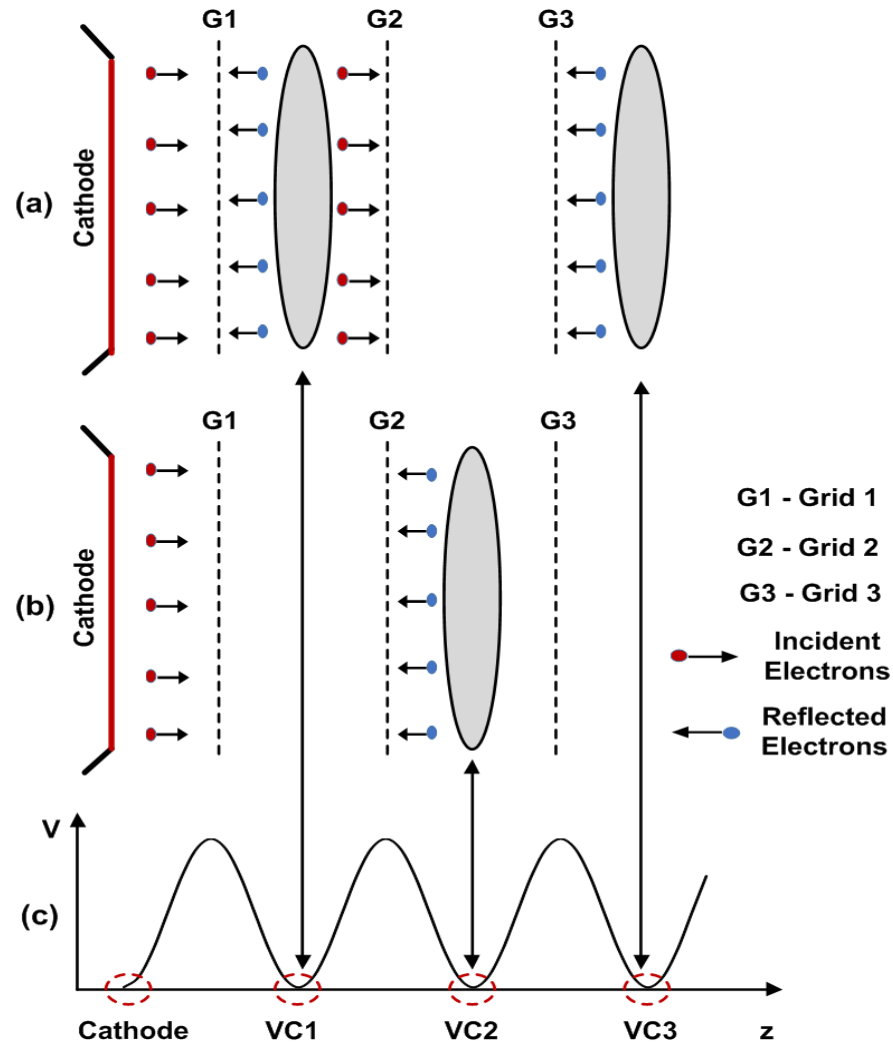 G1 G2 G3
Cathode
(a)
G1 G2 G3
Cathode
(b)
G1 - Grid 1
G2 - Grid 2
G3 - Grid 3
Incident
Electrons
Reflected
Electrons
V
(c)
Cathode VC1 VC2 VC3 z